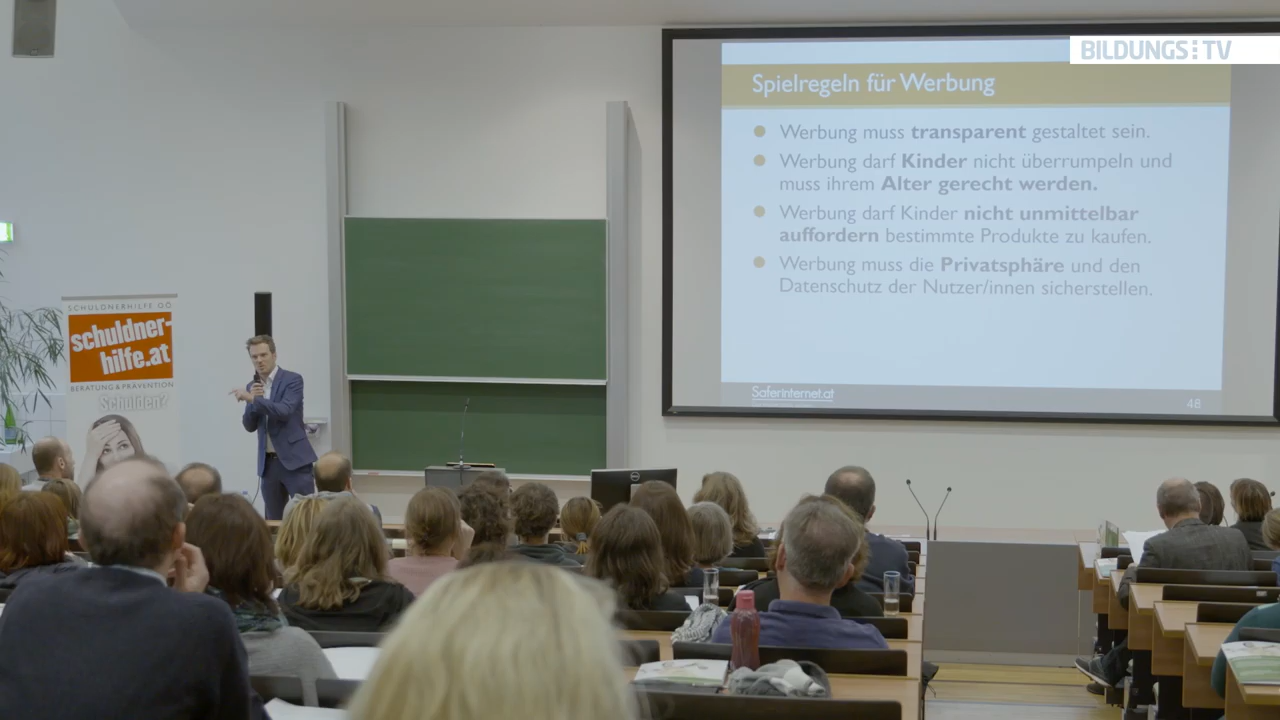 BILDUNGS TV
Spielregeln für Werbung
Werbung muss transparent gestaltet sein.
Werbung darf Kinder nicht überrumpeln und
muss ihrem Alter gerecht werden.
Werbung darf Kinder nicht unmittelbar
auffordern bestimmte Produkte zu kaufen.
Werbung muss die Privatsphäre und den
Datenschutz der Nutzer/innen sicherstellen.
Saferinternet.at
48
SCHULDNERHILFE OÖ
schuldner-
hilfe.at
BERATUNG & PRÄVENTION
Schulden?
DELL